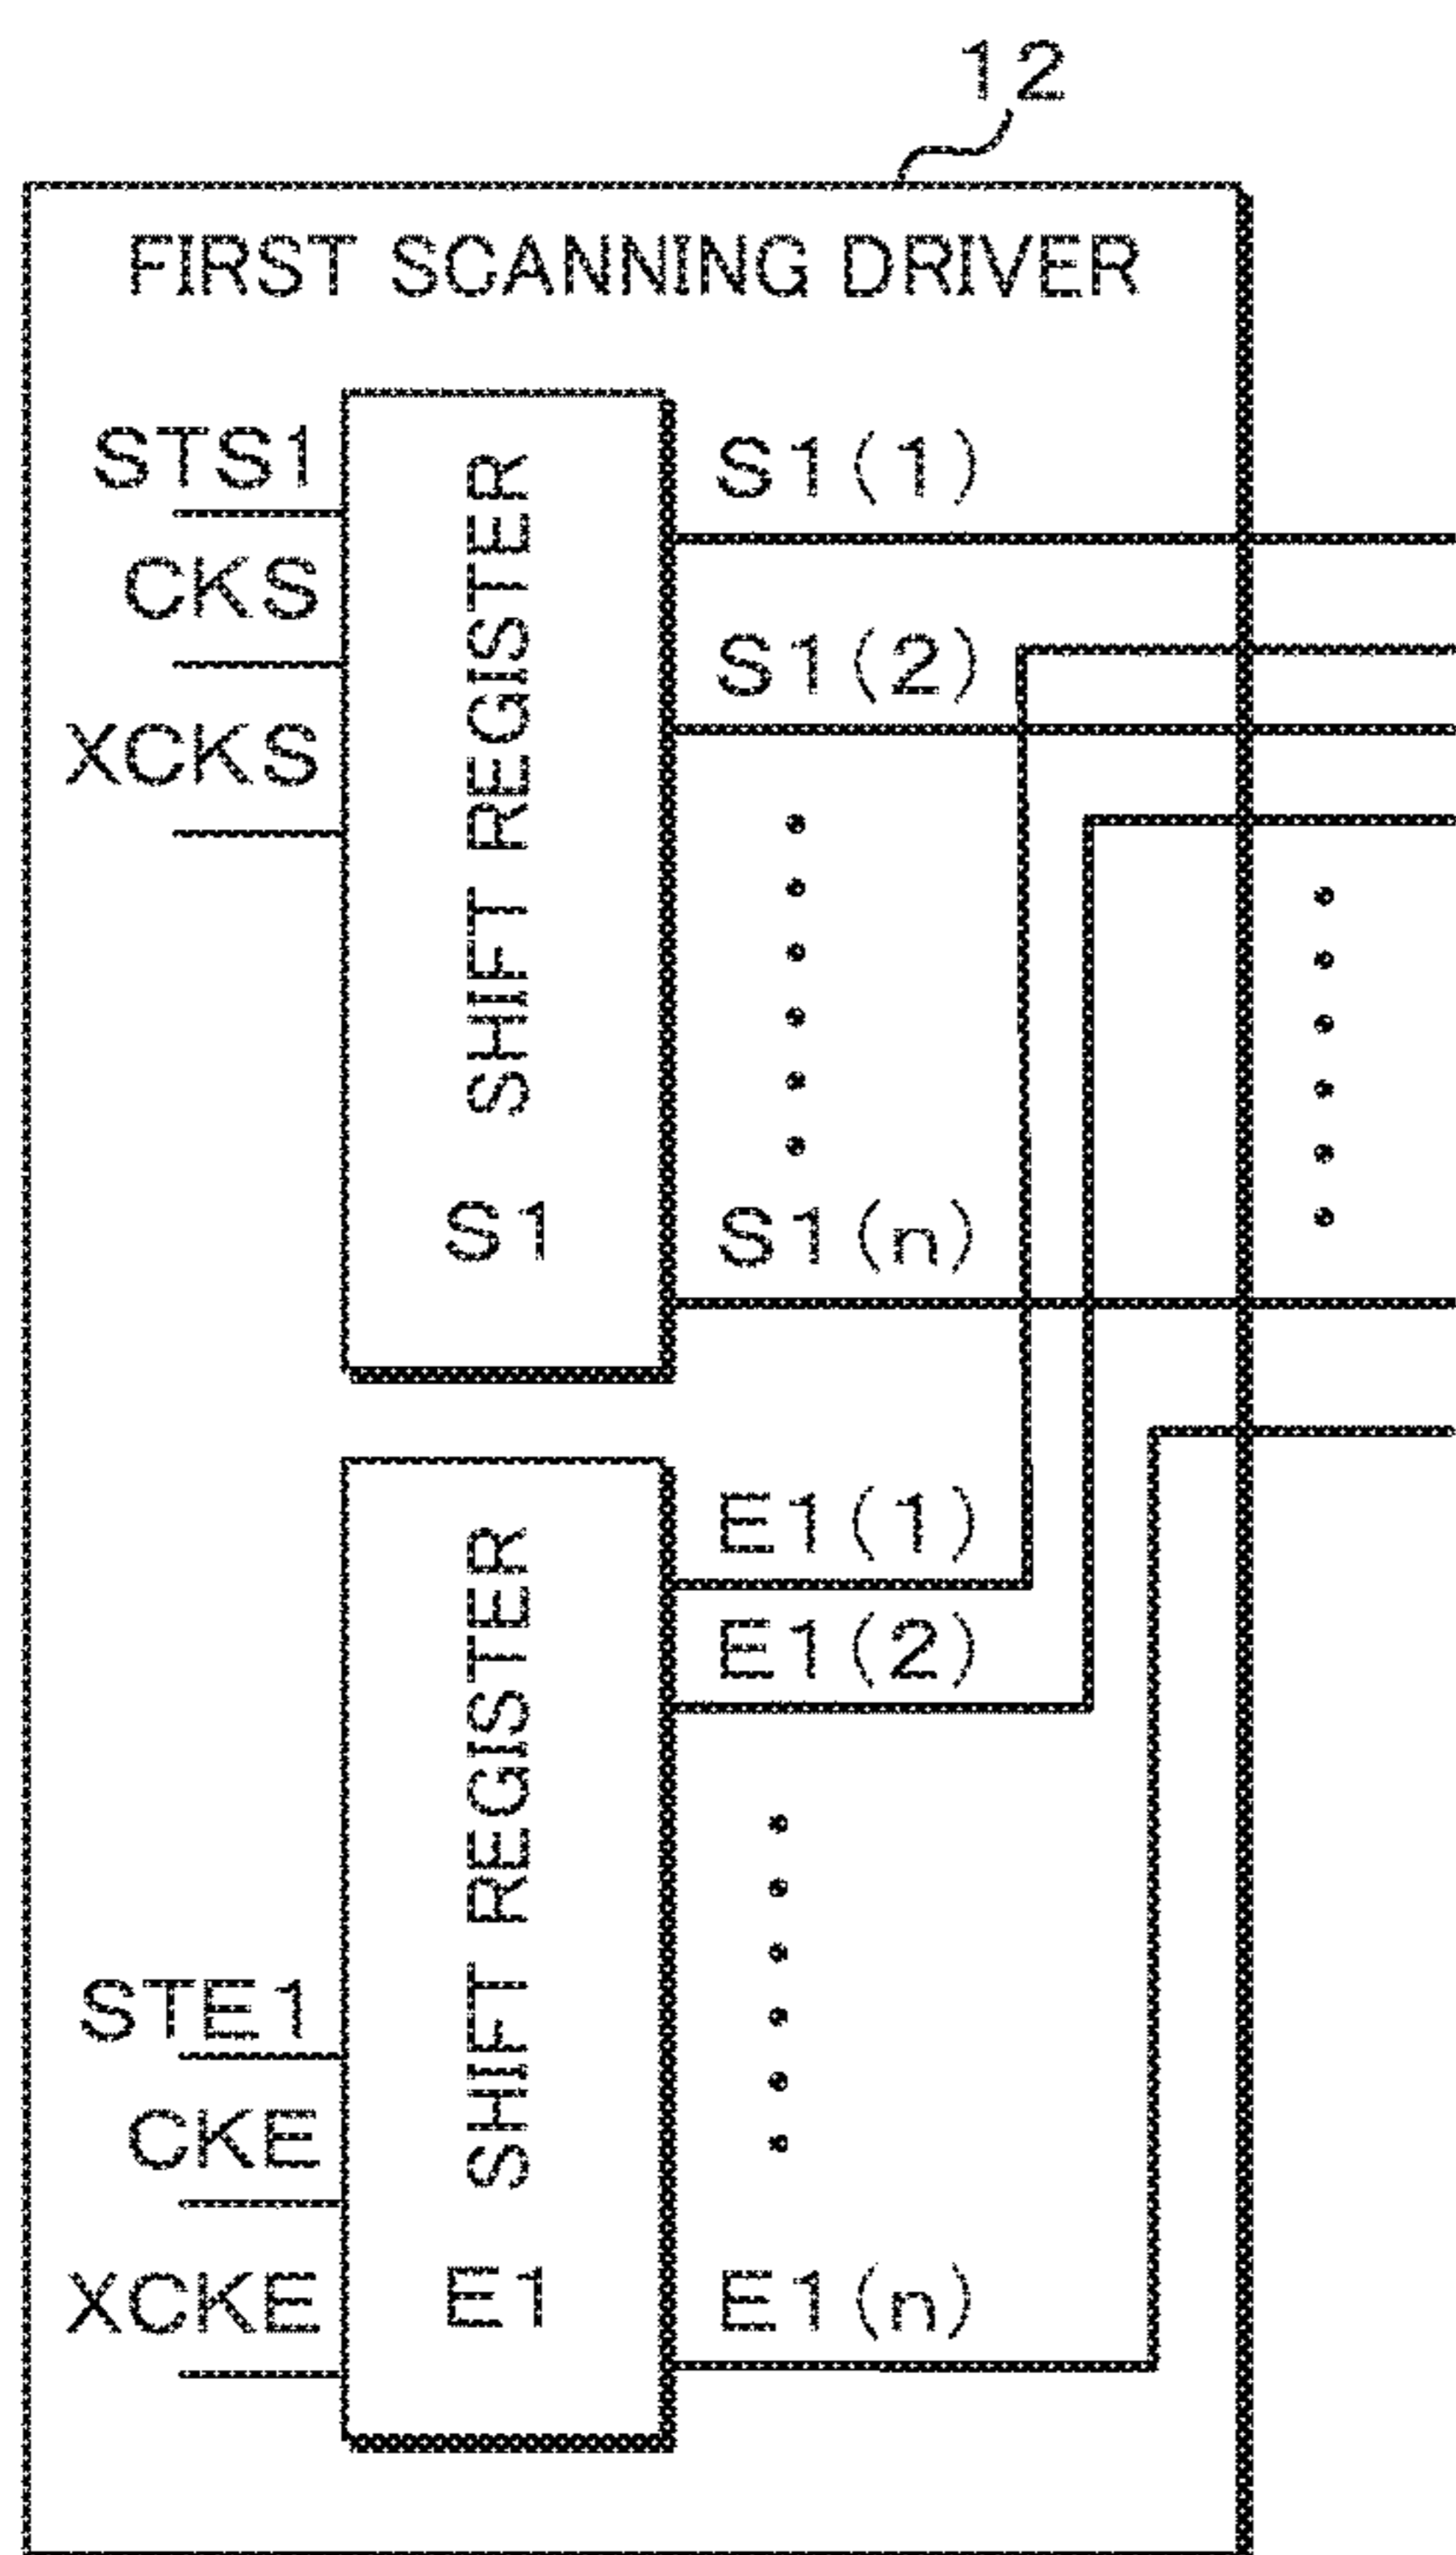 12
FIRST SCANNING DRIVER
STS1
CKS
XCKS
SHIFT REGISTER
S1
S1(1)
S1(2)
S1(n)
STE1
CKE
XCKE
SHIFT REGISTER
E1
E1(1)
E1(2)
E1(n)